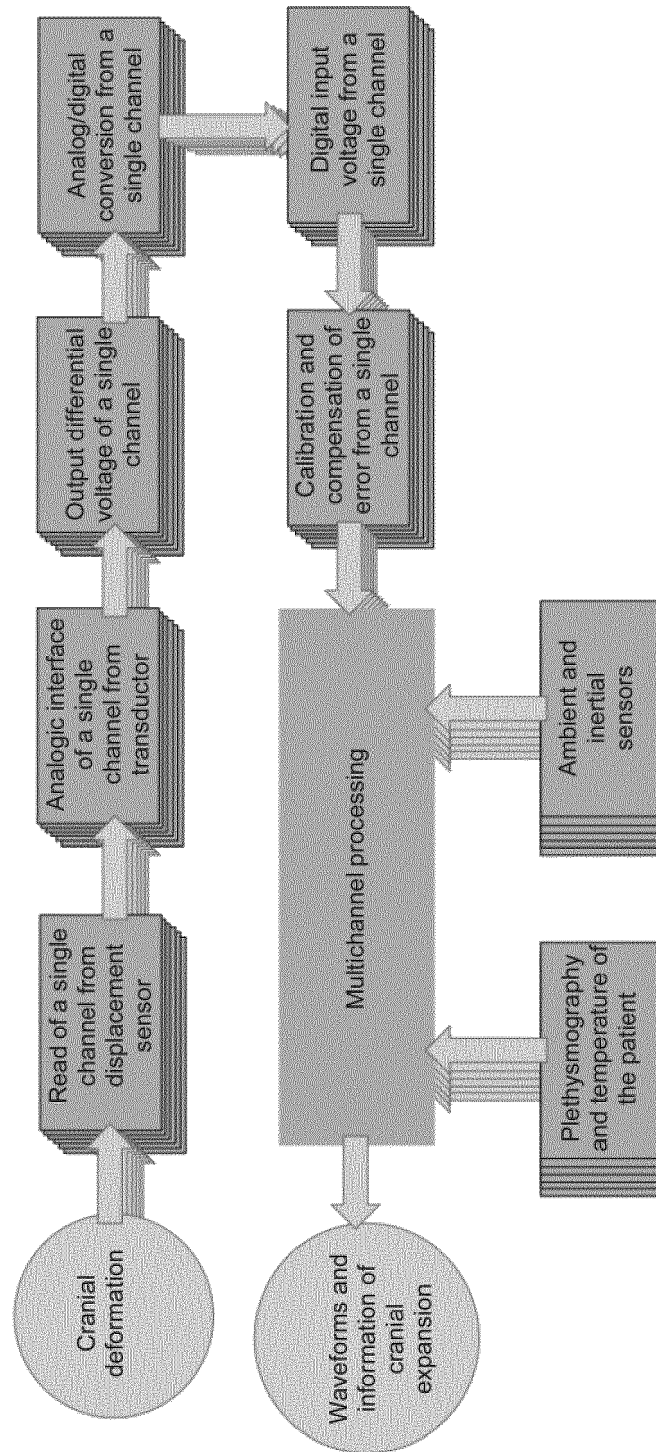 Cranial
deformation
Read of a single
channel from
displacement
sensor
Analogic interface
of a single
channel from
transductor
Output differential
voltage of a single
channel
Analog/digital
conversion from a
single channel
Digital input
voltage from a
single channel
Calibration and
compensation of
error from a single
channel
Multichannel processing
Waveforms and
information of
cranial
expansion
Plethysmography
and temperature of
the patient
Ambient and
inertial
sensors